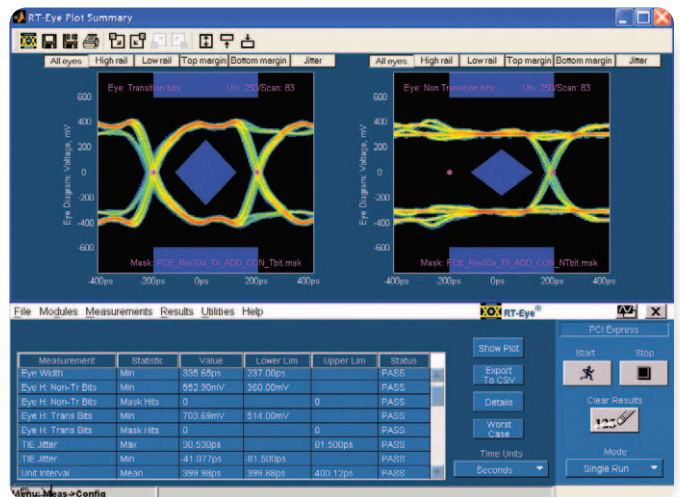 RT-Eye Plot Summary
All eyes High rail Low rail Top margin Bottom margin Jitter
All eyes High rail Low rail Top margin Bottom margin Jitter
Eye: Transition bits UIs: 250/Scan: 83
Eye: Non Transition bits UIs: 250/Scan: 83
Eye Diagram: Voltage, mV
600
400
200
0
-200
-400
-600
Eye Diagram: Voltage, mV
600
400
200
0
-200
-400
-600
Mask: PCE_Rev10a_TX_ADD_CON_Tbit.msk
Mask: PCE_Rev10a_TX_ADD_CON_NTbit.msk
-400ps -200ps 0ps 200ps 400ps
-400ps -200ps 0ps 200ps 400ps
File Modules Measurements Results Utilities Help RT-Eye® X
PCI Express
Measurement Statistic Value Lower Lim Upper Lim Status
Eye Width Min 335.65ps 237.00ps PASS
Eye H: Non-Tr Bits Min 552.90mV 360.00mV PASS
Eye H: Non-Tr Bits Mask Hits 0 0 PASS
Eye H: Trans Bits Min 703.69mV 514.00mV PASS
Eye H: Trans Bits Mask Hits 0 0 PASS
TIE Jitter Max 30.530ps 81.500ps PASS
TIE Jitter Min -41.077ps -81.500ps PASS
Unit Interval Mean 399.98ps 399.88ps 400.12ps PASS
Show Plot
Export To CSV
Details
Worst Case
Time Units
Seconds
Start Stop
Clear Results
123
Mode
Single Run
Menu: Meas->Config